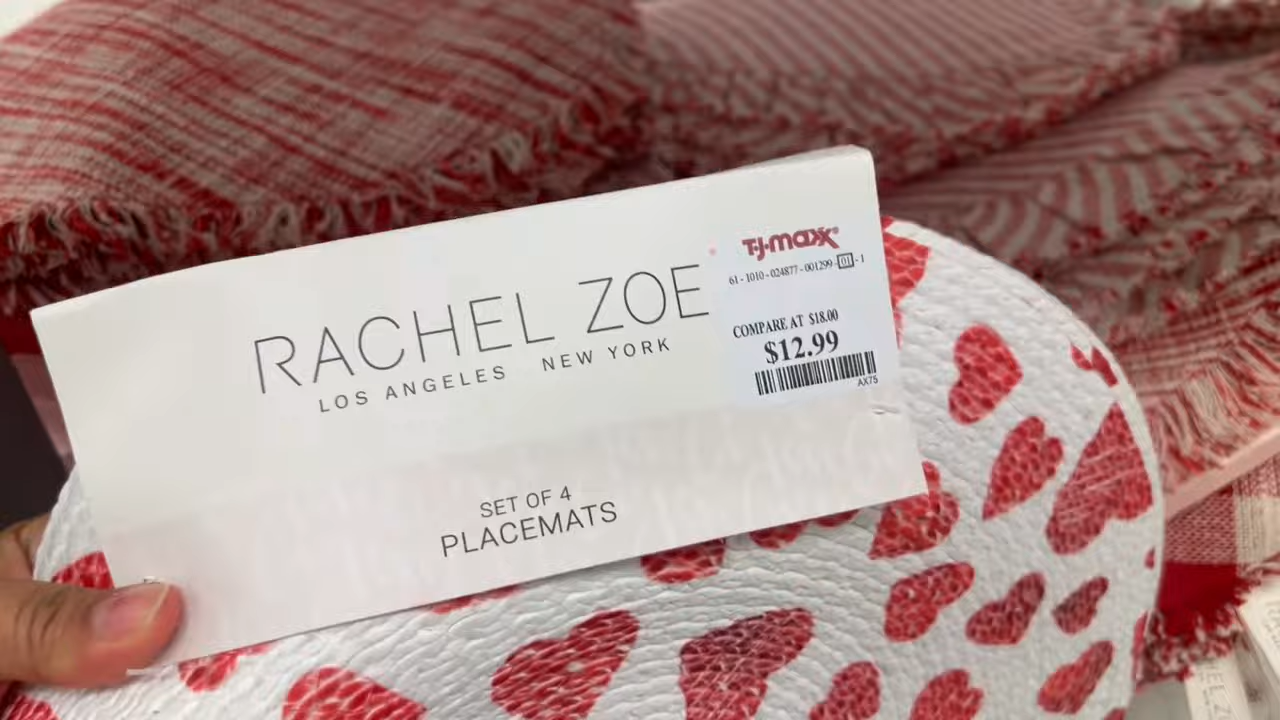 RACHEL ZOE
LOS ANGELES NEW YORK
SET OF 4
PLACEMATS
T·J·maxx®
61-1010-024877-001299-01-1
COMPARE AT $18.00
$12.99
AX75